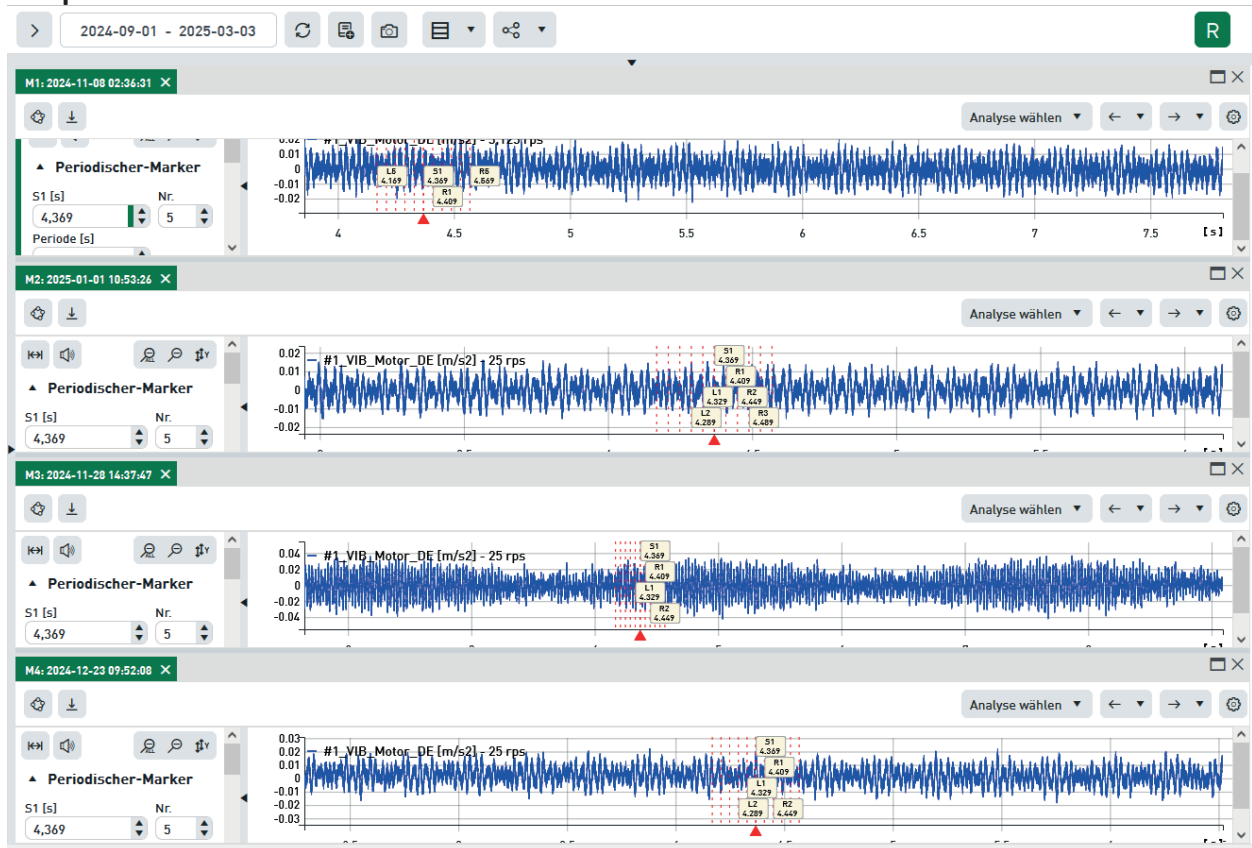 2024-09-01 - 2025-03-03
R
M1: 2024-11-08 02:36:31
Analyse wählen
Periodischer-Marker
S1 [s]
Nr.
4,369
5
Periode [s]
0.02
#1_VIB_Motor_DE [m/s2] - 3,125 rps
0.01
0
-0.01
-0.02
L5
4.169
S1
4.369
R5
4.569
R1
4.409
4
4.5
5
5.5
6
6.5
7
7.5
[s]
M2: 2025-01-01 10:53:26
Analyse wählen
ALL
Y
Periodischer-Marker
S1 [s]
Nr.
4,369
5
0.02
#1_VIB_Motor_DE [m/s2] - 25 rps
0.01
0
-0.01
-0.02
S1
4.369
R1
4.409
L1
4.329
R2
4.449
L2
4.289
R3
4.489
M3: 2024-11-28 14:37:47
Analyse wählen
ALL
Y
Periodischer-Marker
S1 [s]
Nr.
4,369
5
0.04
#1_VIB_Motor_DE [m/s2] - 25 rps
0.02
0
-0.02
-0.04
S1
4.369
R1
4.409
L1
4.329
R2
4.449
M4: 2024-12-23 09:52:08
Analyse wählen
ALL
Y
Periodischer-Marker
S1 [s]
Nr.
4,369
5
0.03
0.02
#1_VIB_Motor_DE [m/s2] - 25 rps
0.01
0
-0.01
-0.02
-0.03
S1
4.369
R1
4.409
L1
4.329
L2
4.289
R2
4.449